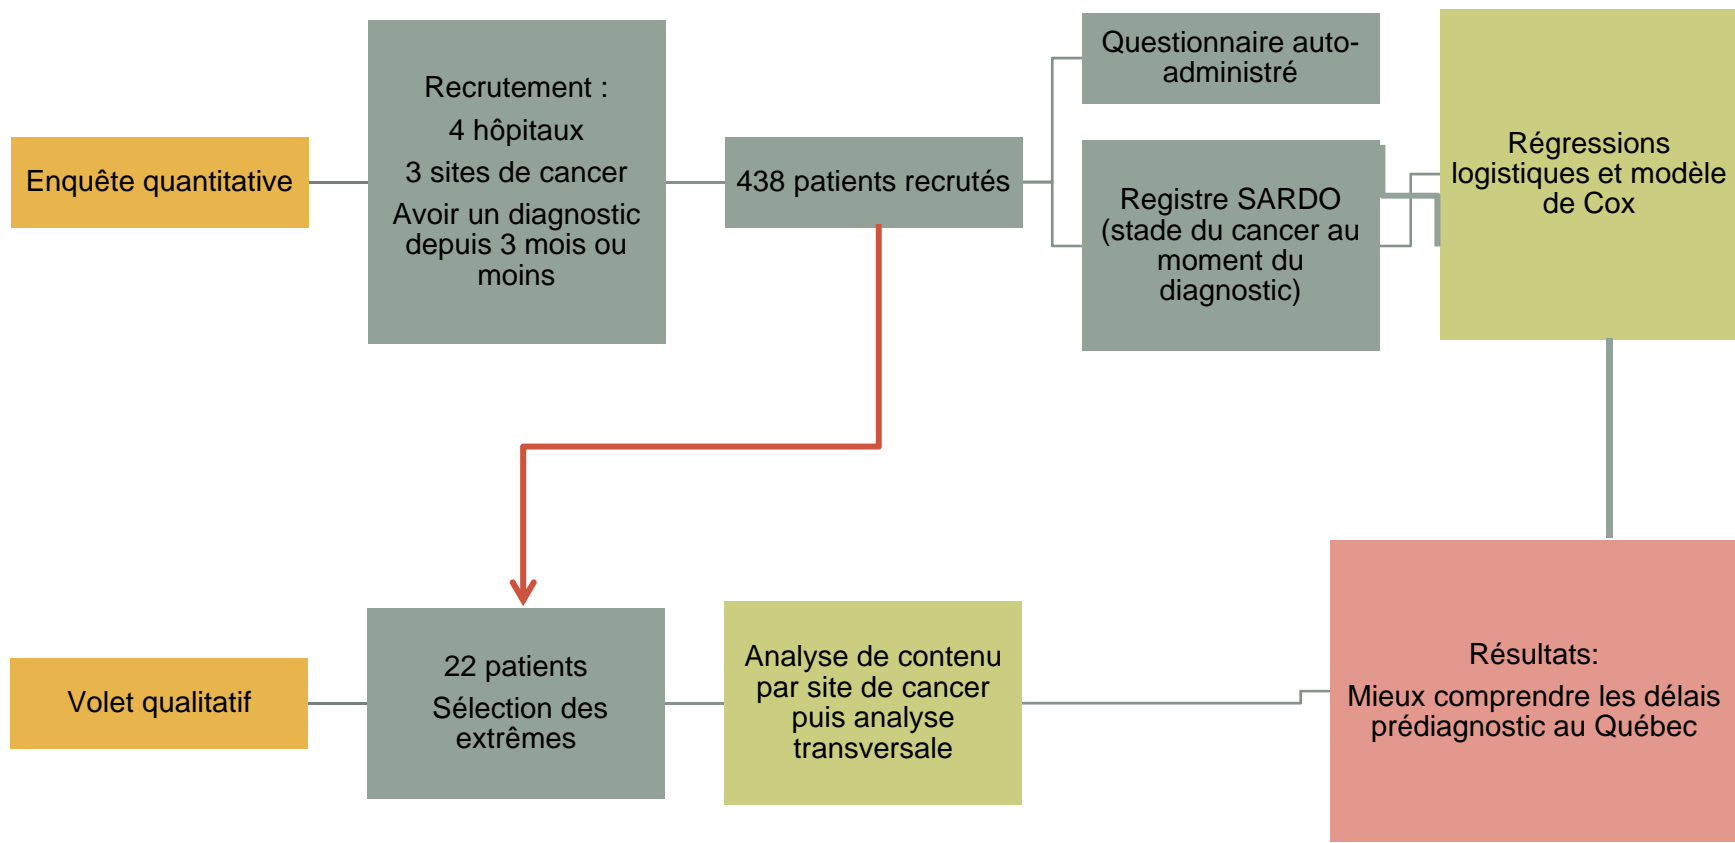 Enquête quantitative
Recrutement :
4 hôpitaux
3 sites de cancer
Avoir un diagnostic
depuis 3 mois ou
moins
438 patients recrutés
Questionnaire auto-
administré
Registre SARDO
(stade du cancer au
moment du
diagnostic)
Régressions
logistiques et modèle
de Cox
Volet qualitatif
22 patients
Sélection des
extrêmes
Analyse de contenu
par site de cancer
puis analyse
transversale
Résultats:
Mieux comprendre les délais
prédiagnostic au Québec